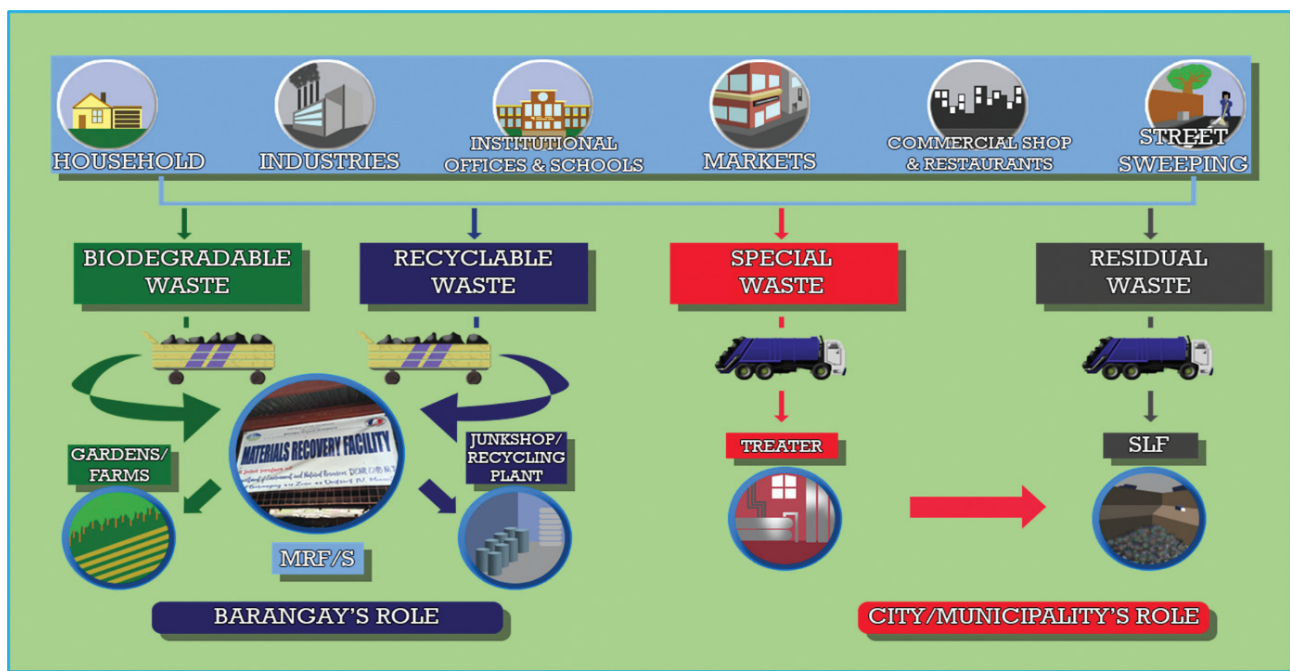 HOUSEHOLD
INDUSTRIES
INSTITUTIONAL
OFFICES & SCHOOLS
MARKETS
COMMERCIAL SHOP
& RESTAURANTS
STREET
SWEEPING
BIODEGRADABLE
WASTE
RECYCLABLE
WASTE
SPECIAL
WASTE
RESIDUAL
WASTE
GARDENS/
FARMS
MATERIALS RECOVERY FACILITY
JUNKSHOP/
RECYCLING
PLANT
TREATER
SLF
MRF/S
BARANGAY'S ROLE
CITY/MUNICIPALITY'S ROLE